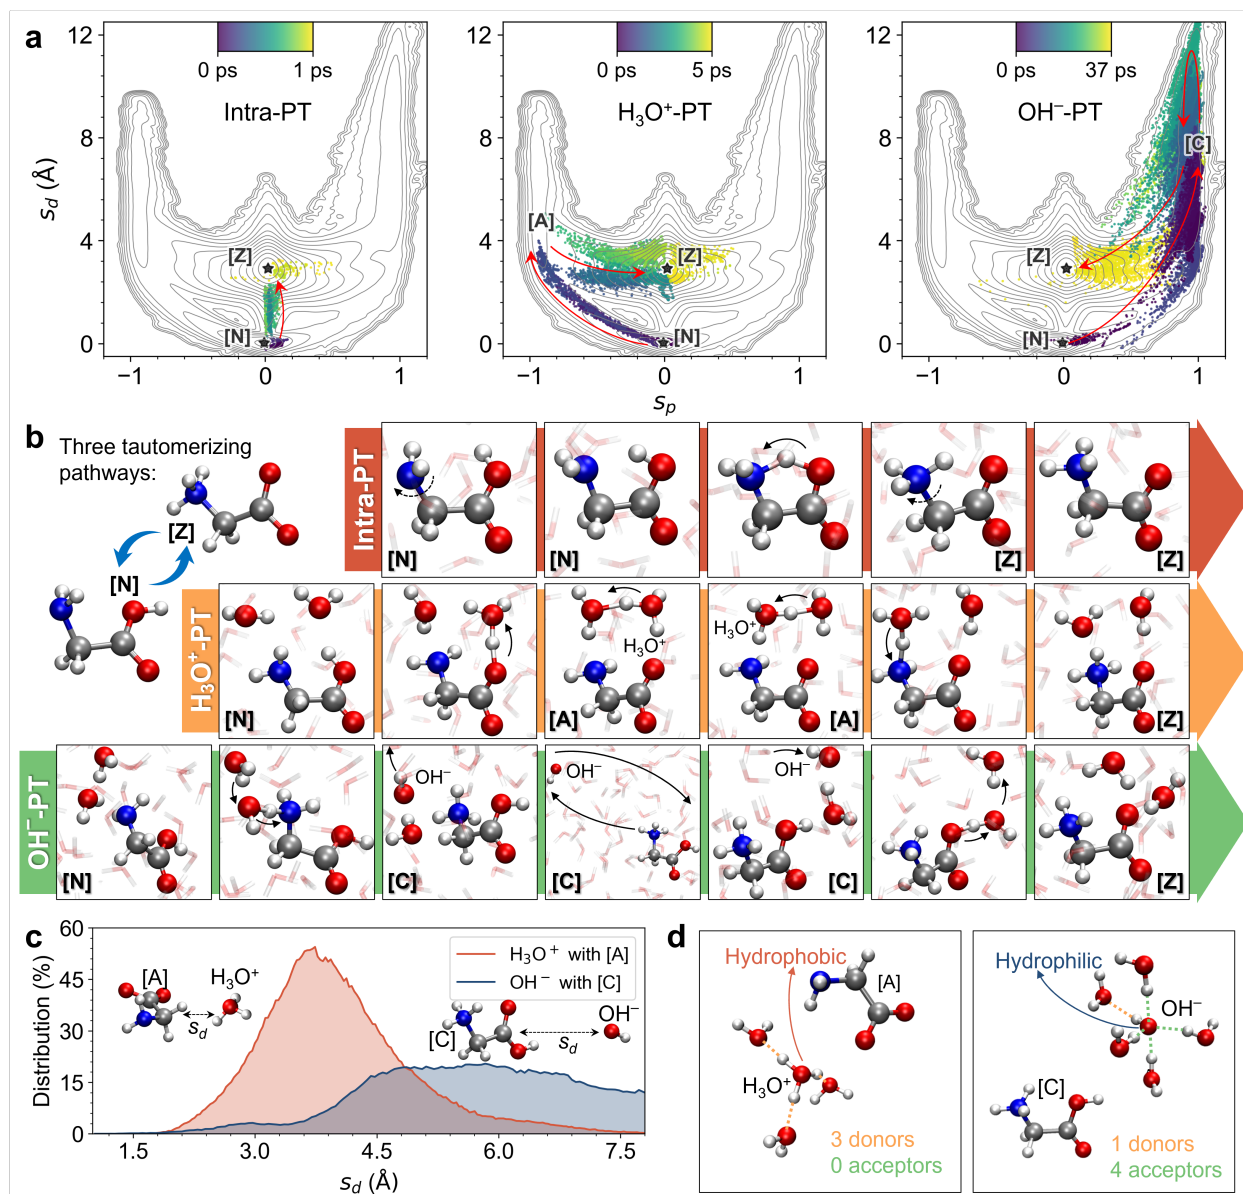 a
0 ps 1 ps
Intra-PT
0 ps 5 ps
H₃O⁺-PT
0 ps 37 ps
OH⁻-PT
12
8
4
0
s_d (Å)
[Z]
[N]
−1 0 1
12
8
4
0
[A]
[Z]
[N]
−1 0 1
s_p
12
8
4
0
[C]
[Z]
[N]
−1 0 1
b
Three tautomerizing
pathways:
[Z]
[N]
Intra-PT
[N]
[N]
[Z]
[Z]
H₃O⁺-PT
[N]
H₃O⁺
[A]
H₃O⁺
[A]
[Z]
OH⁻-PT
[N]
OH⁻
[C]
OH⁻
[C]
OH⁻
[C]
[Z]
c
Distribution (%)
60
45
30
15
0
H₃O⁺ with [A]
OH⁻ with [C]
[A]
H₃O⁺
s_d
[C]
OH⁻
s_d
1.5 3.0 4.5 6.0 7.5
s_d (Å)
d
Hydrophobic
[A]
H₃O⁺
3 donors
0 acceptors
Hydrophilic
OH⁻
[C]
1 donors
4 acceptors